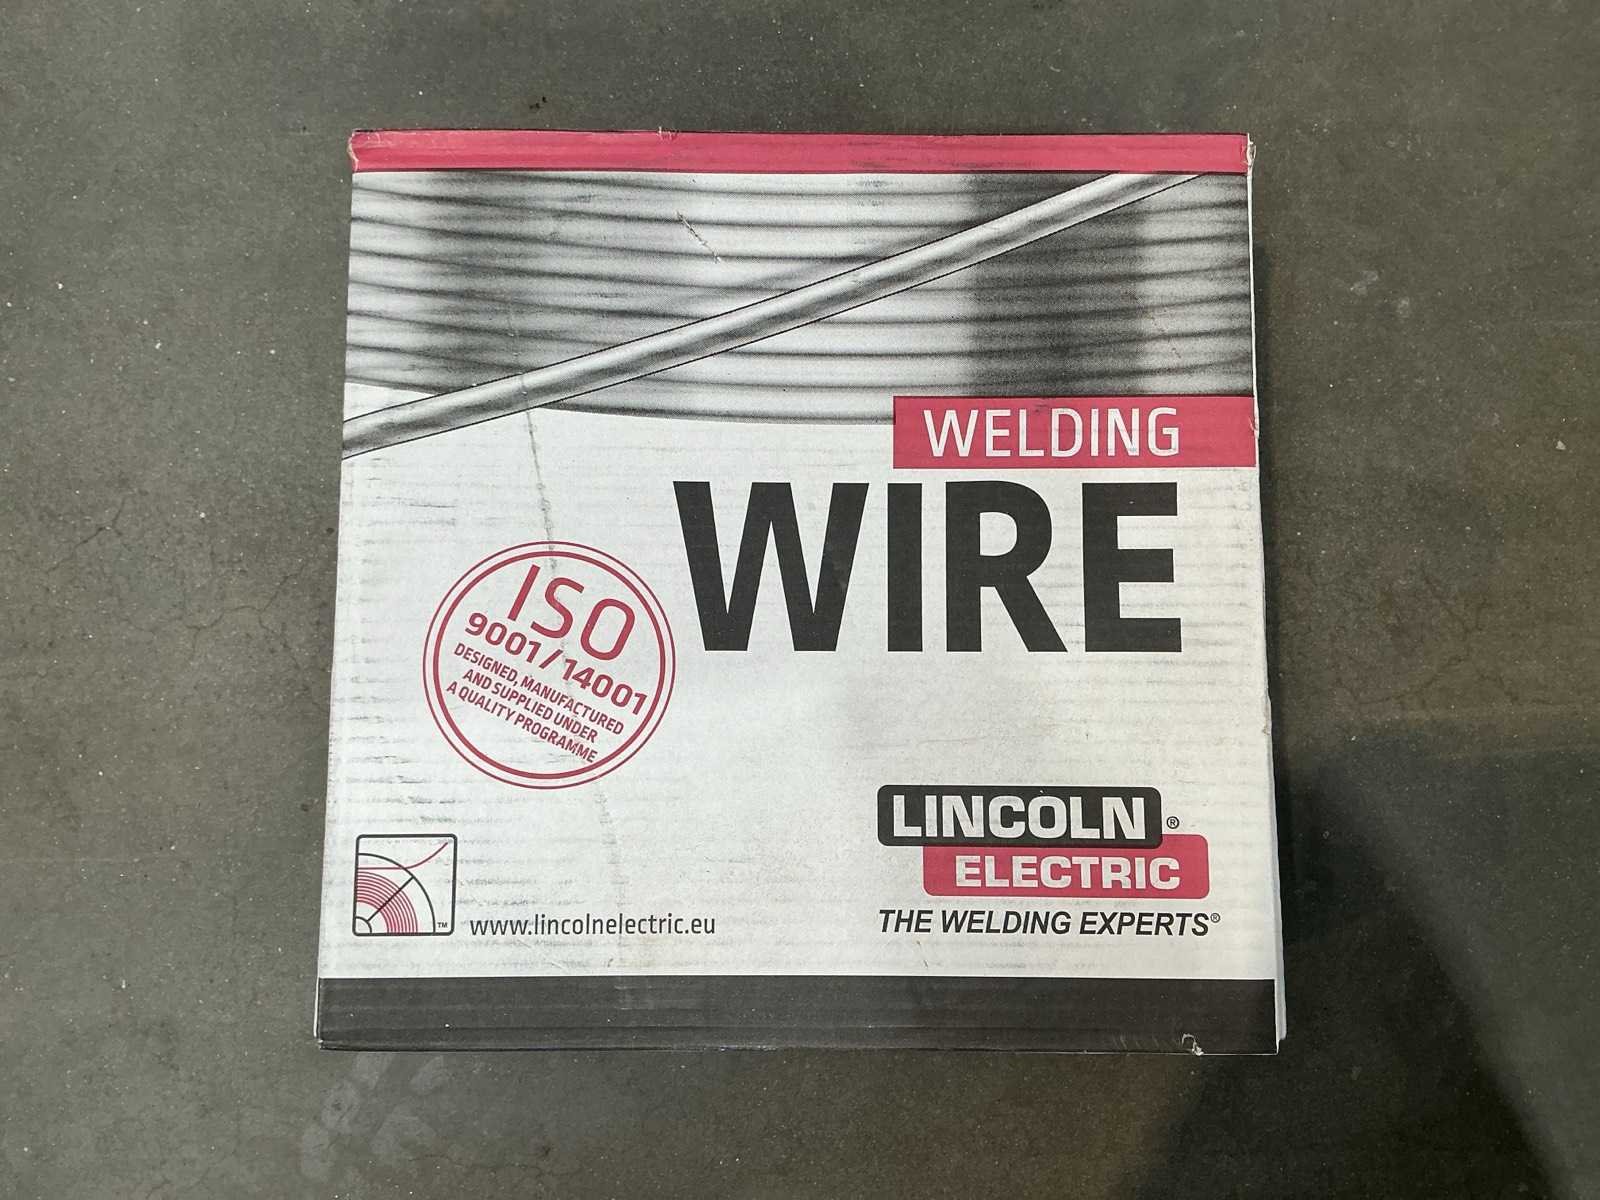 WELDING
WIRE
ISO
9001/14001
DESIGNED, MANUFACTURED
AND SUPPLIED UNDER
A QUALITY PROGRAMME
LINCOLN ®
ELECTRIC
THE WELDING EXPERTS®
™
www.lincolnelectric.eu